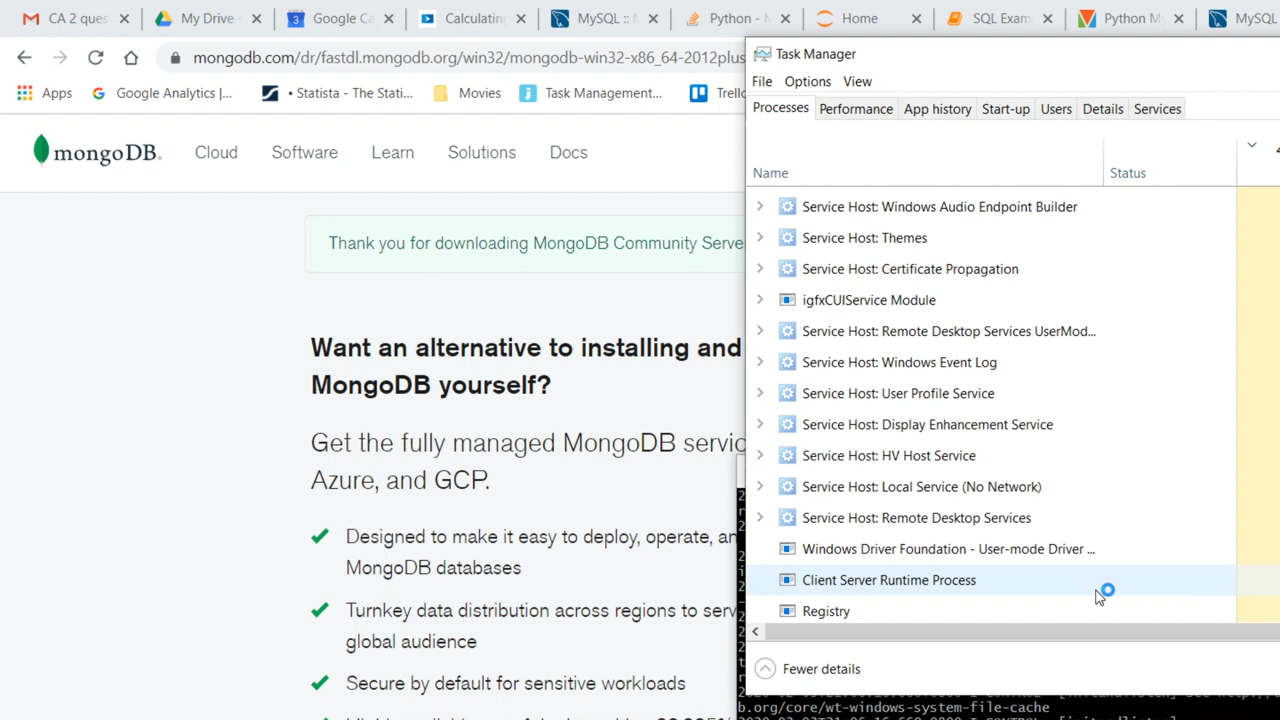 CA 2 ques
My Drive -
Google Ca
Calculating
MySQL ::
Python -
Home
SQL Exam
Python M
MySQL
mongodb.com/dr/fastdl.mongodb.org/win32/mongodb-win32-x86_64-2012plus
Apps
Google Analytics |...
• Statista - The Stati...
Movies
Task Management...
Trello
mongoDB.
Cloud
Software
Learn
Solutions
Docs
Thank you for downloading MongoDB Community Serve
Want an alternative to installing and
MongoDB yourself?
Get the fully managed MongoDB servic
Azure, and GCP.
Designed to make it easy to deploy, operate, an
MongoDB databases
Turnkey data distribution across regions to serv
global audience
Secure by default for sensitive workloads
Task Manager
File Options View
Processes Performance App history Start-up Users Details Services
Name Status
Service Host: Windows Audio Endpoint Builder
Service Host: Themes
Service Host: Certificate Propagation
igfxCUIService Module
Service Host: Remote Desktop Services UserMod...
Service Host: Windows Event Log
Service Host: User Profile Service
Service Host: Display Enhancement Service
Service Host: HV Host Service
Service Host: Local Service (No Network)
Service Host: Remote Desktop Services
Windows Driver Foundation - User-mode Driver ...
Client Server Runtime Process
Registry
Fewer details
b.org/core/wt-windows-system-file-cache